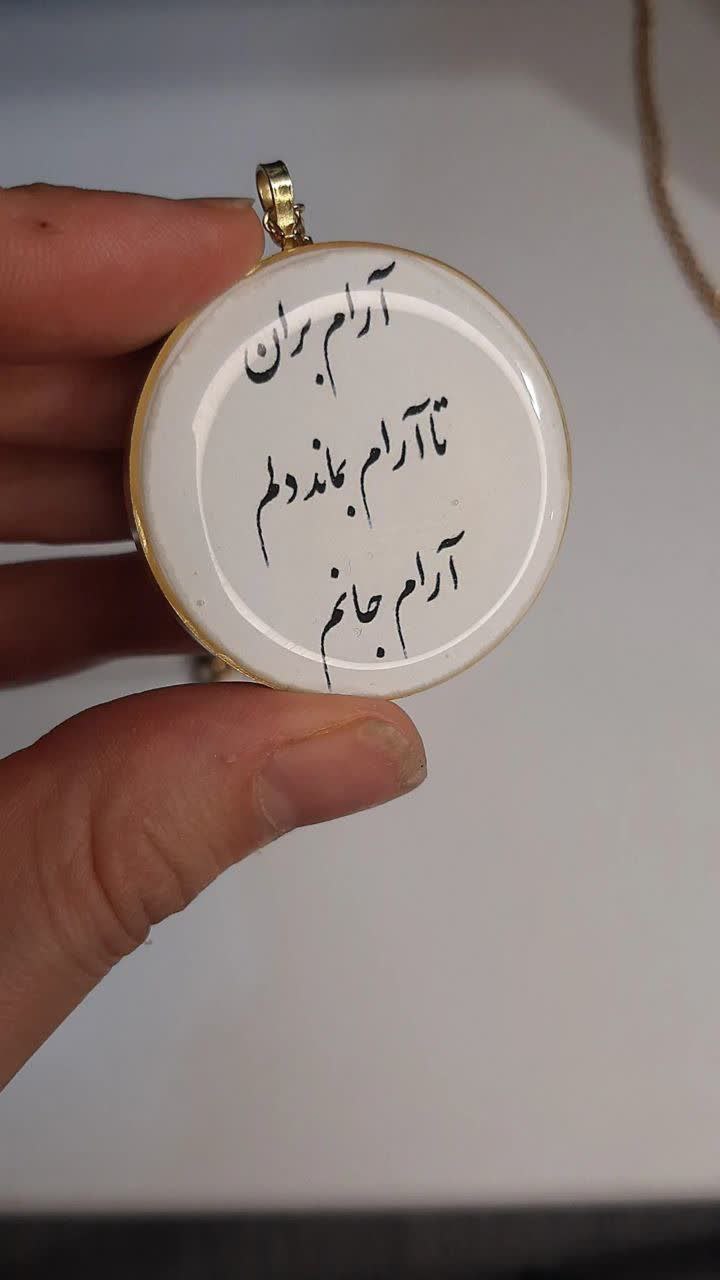 آرام بران
تا آرام بماند دلم
آرام جانم